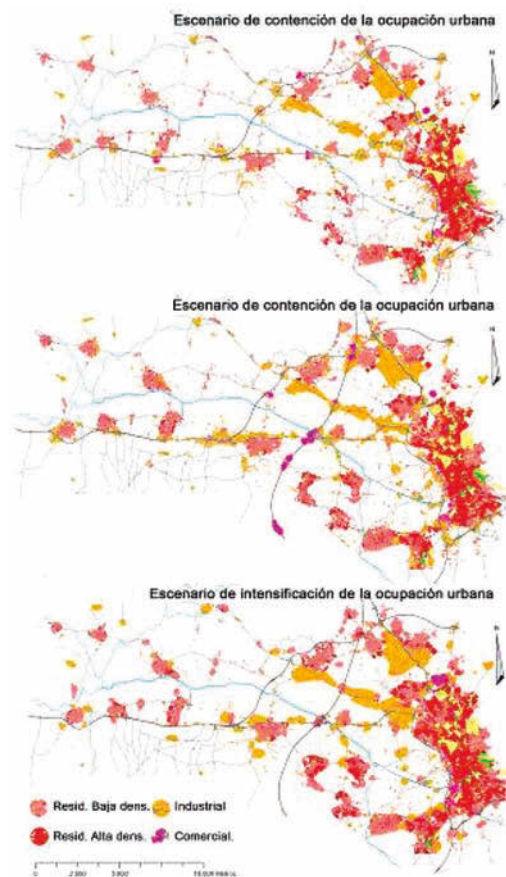 Escenario de contención de la ocupación urbana
N
Escenario de contención de la ocupación urbana
Escenario de intensificación de la ocupación urbana
Resid. Baja dens. Industrial
Resid. Alta dens. Comercial.
0